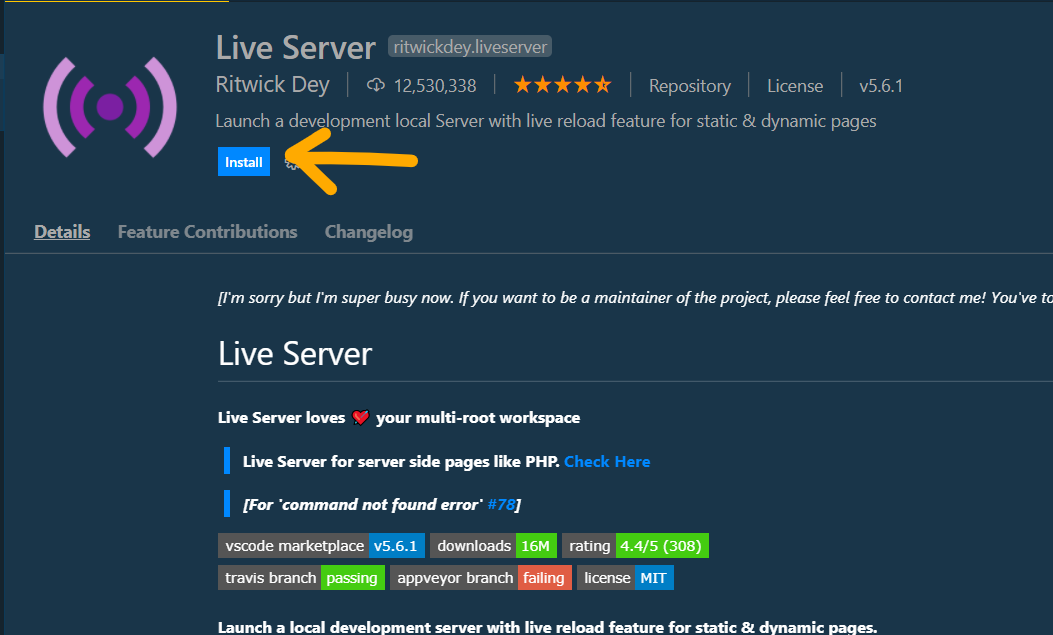 Live Server ritwickdey.liveserver
Ritwick Dey 12,530,338 Repository License v5.6.1
Launch a development local Server with live reload feature for static & dynamic pages
Install
Details Feature Contributions Changelog
[I'm sorry but I'm super busy now. If you want to be a maintainer of the project, please feel free to contact me! You've to
Live Server
Live Server loves 💘 your multi-root workspace
Live Server for server side pages like PHP. Check Here
[For `command not found error` #78]
vscode marketplace v5.6.1 downloads 16M rating 4.4/5 (308)
travis branch passing appveyor branch failing license MIT
Launch a local development server with live reload feature for static & dynamic pages.